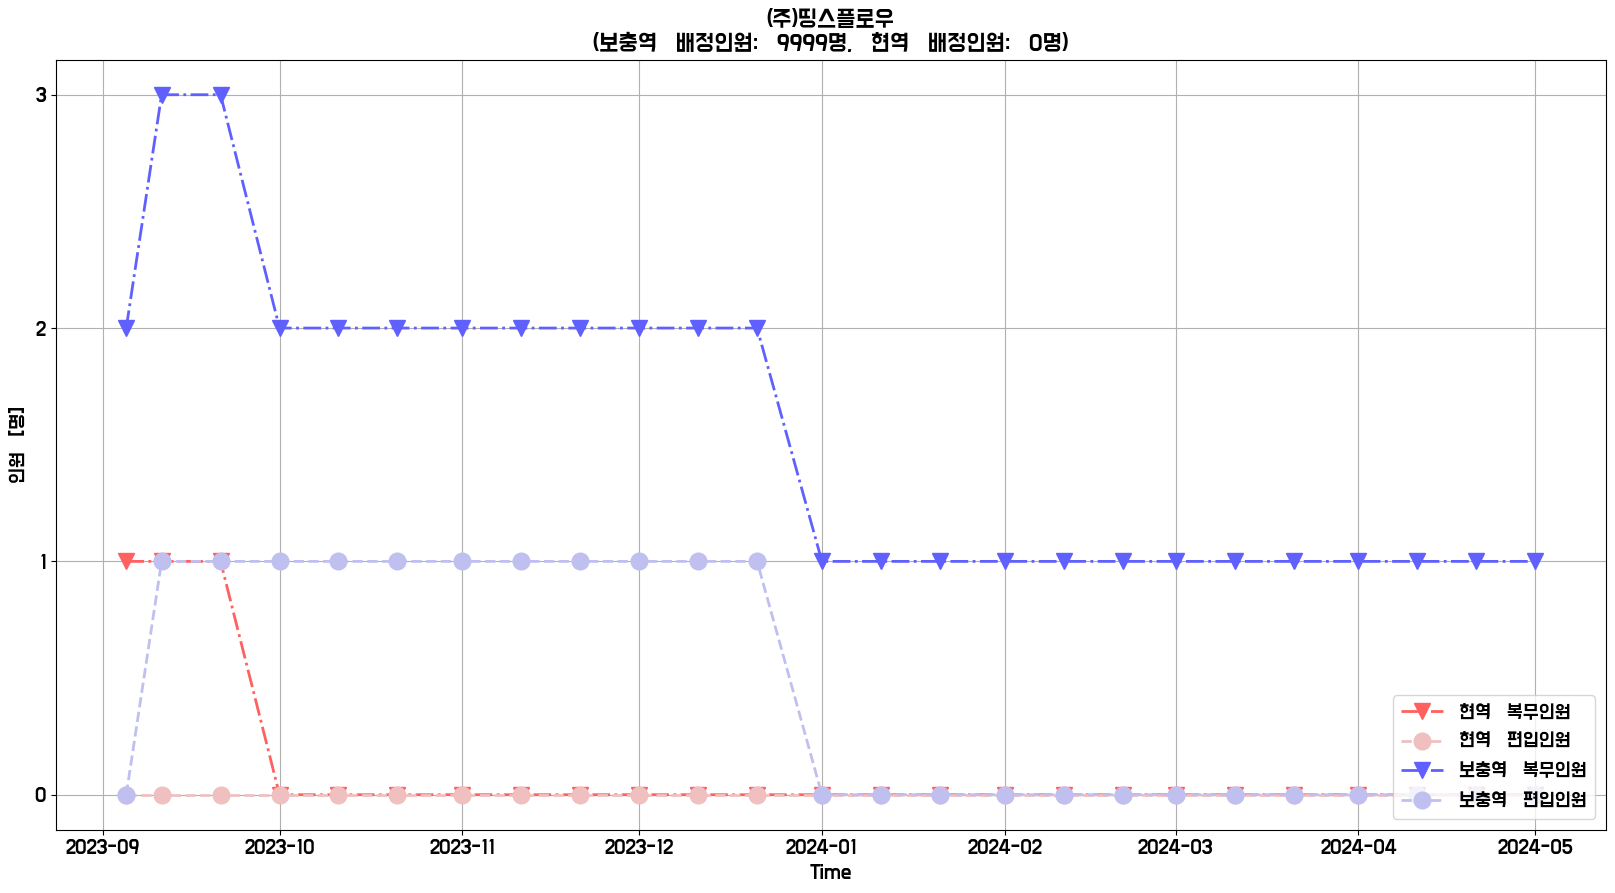 (주)띵스플로우
(보충역 배정인원: 9999명, 현역 배정인원: 0명)
인원 [명]
3
2
1
0
2023-09 2023-10 2023-11 2023-12 2024-01 2024-02 2024-03 2024-04 2024-05
Time
현역 복무인원
현역 편입인원
보충역 복무인원
보충역 편입인원